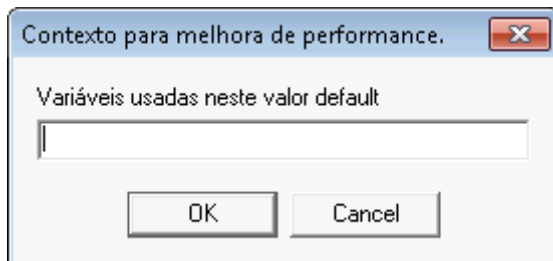 Contexto para melhora de performance.
Variáveis usadas neste valor default
OK
Cancel